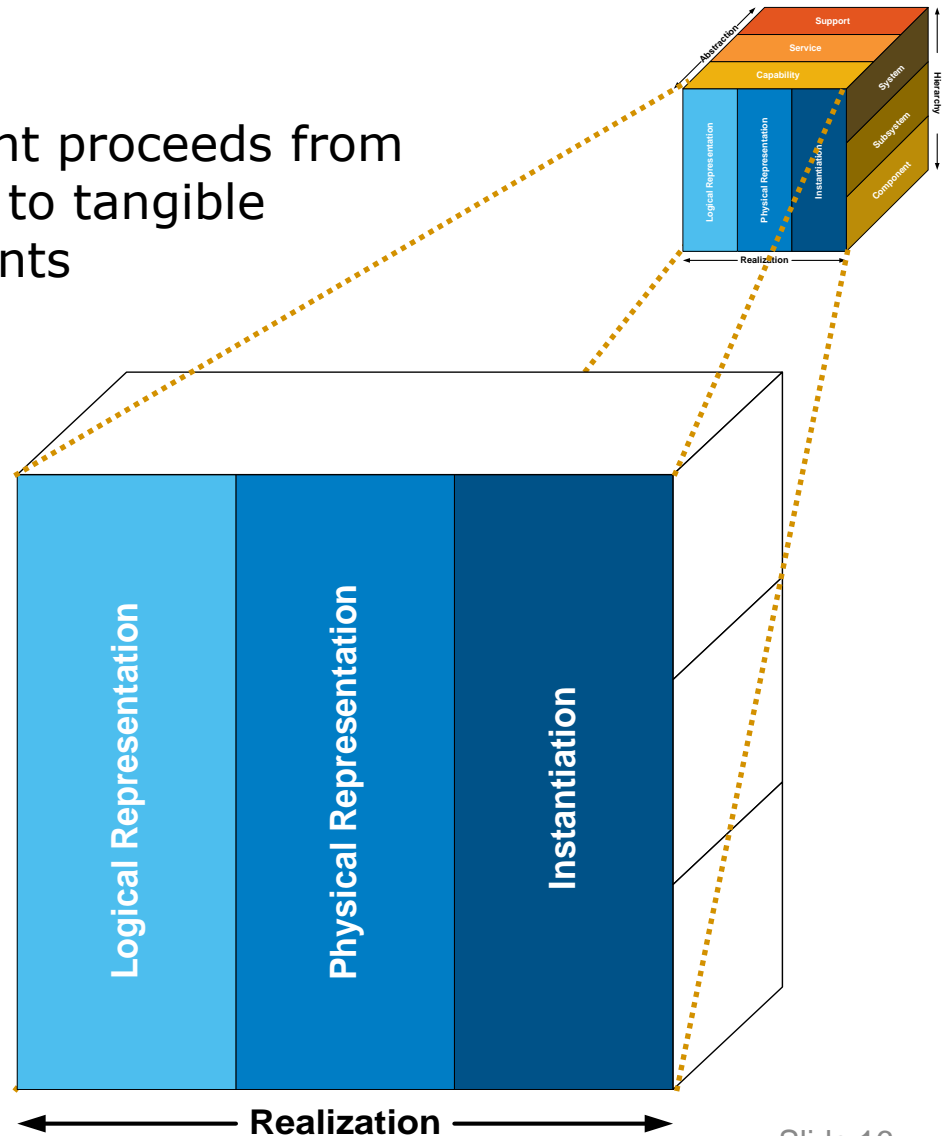 Support
Service
Capability
Abstraction
System
Subsystem
Component
Hierarchy
Logical Representation
Physical Representation
Instantiation
Realization
nt proceeds from
to tangible
nts
Logical Representation
Physical Representation
Instantiation
Realization